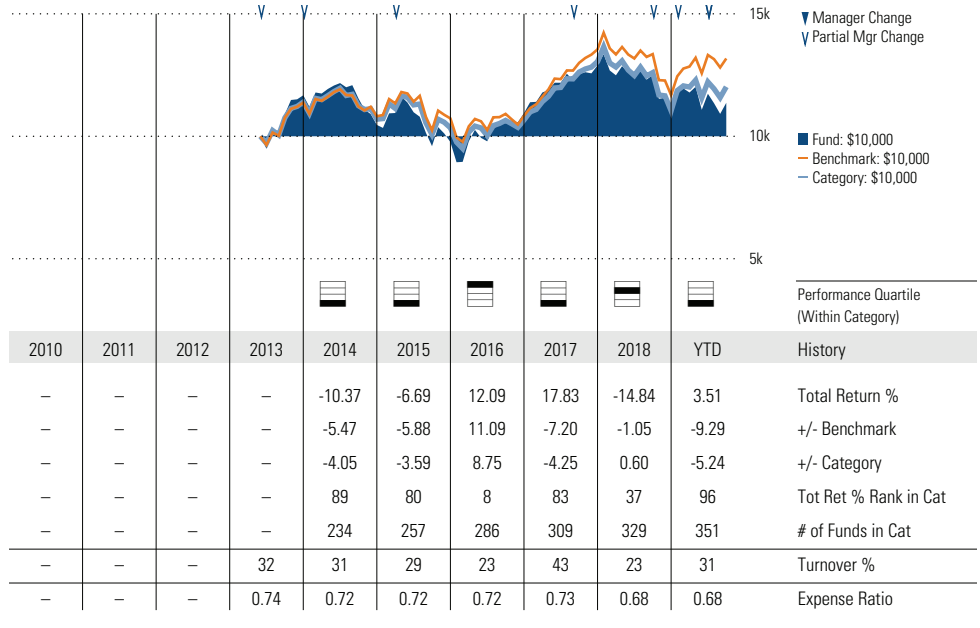 15k
▼ Manager Change
V Partial Mgr Change
10k
Fund: $10,000
Benchmark: $10,000
Category: $10,000
5k
Performance Quartile
(Within Category)
2010 2011 2012 2013 2014 2015 2016 2017 2018 YTD History
– – – – -10.37 -6.69 12.09 17.83 -14.84 3.51 Total Return %
– – – – -5.47 -5.88 11.09 -7.20 -1.05 -9.29 +/- Benchmark
– – – – -4.05 -3.59 8.75 -4.25 0.60 -5.24 +/- Category
– – – – 89 80 8 83 37 96 Tot Ret % Rank in Cat
– – – – 234 257 286 309 329 351 # of Funds in Cat
– – – 32 31 29 23 43 23 31 Turnover %
– – – 0.74 0.72 0.72 0.72 0.73 0.68 0.68 Expense Ratio